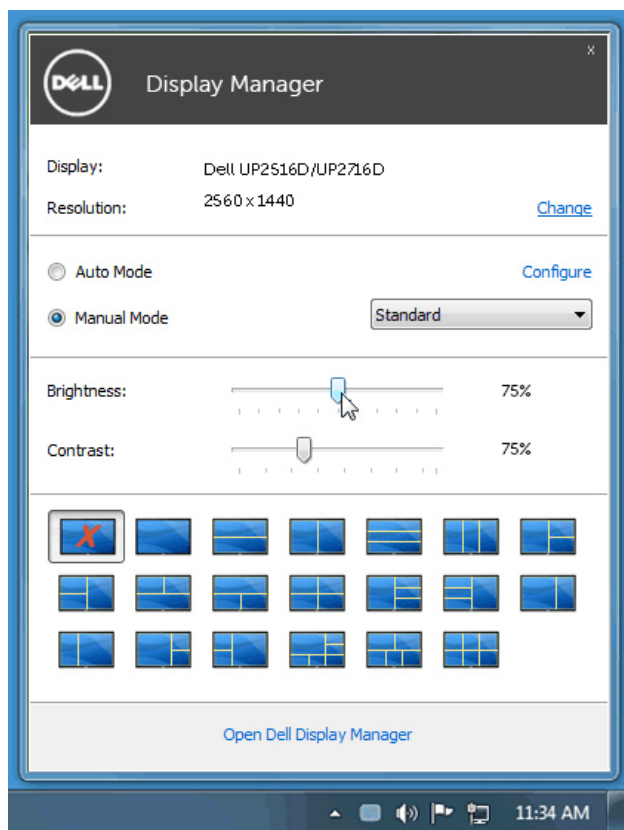 DELL
Display Manager
x
Display: Dell UP2516D/UP2716D
Resolution: 2560 x 1440 Change
Auto Mode Configure
Manual Mode Standard
Brightness: 75%
Contrast: 75%
X
Open Dell Display Manager
11:34 AM